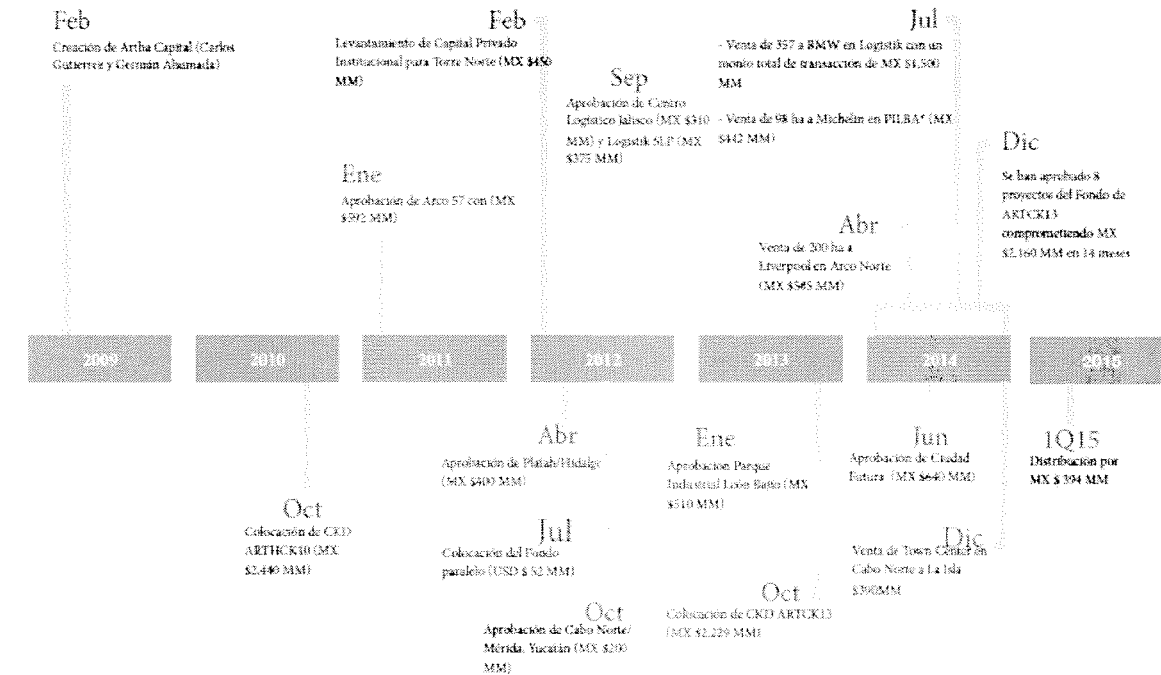 Feb
Creación de Artha Capital (Carlos
Gutierrez y Germán Ahumada)
Feb
Levantamiento de Capital Privado
Institucional para Torre Norte (MX $450
MM)
Ene
Aprobación de Arco 57 con (MX
$392 MM)
Sep
Aprobación de Centro
Logístico Jalisco (MX $310
MM) y Logistik SLP (MX
$375 MM)
Jul
- Venta de 357 a BMW en Logistik con un
monto total de transacción de MX $1,500
MM
- Venta de 98 ha a Michelin en PILBA* (MX
$442 MM)
Abr
Venta de 200 ha a
Liverpool en Arco Norte
(MX $585 MM)
Dic
Se han aprobado 8
proyectos del Fondo de
ARTCK13
comprometiendo MX
$2,160 MM en 14 meses
2009
2010
2011
2012
2013
2014
2015
Oct
Colocación de CKD
ARTHCK10 (MX
$2,440 MM)
Abr
Aprobación de Platah/Hidalgo
(MX $400 MM)
Jul
Colocación del Fondo
paralelo (USD $ 52 MM)
Oct
Aprobación de Cabo Norte/
Mérida, Yucatán (MX $200
MM)
Ene
Aprobación Parque
Industrial León Bajío (MX
$510 MM)
Oct
Colocación de CKD ARTCK13
(MX $2,229 MM)
Jun
Aprobación de Ciudad
Futura (MX $640 MM)
Dic
Venta de Town Center en
Cabo Norte a La Isla
$390MM
1Q15
Distribución por
MX $ 394 MM